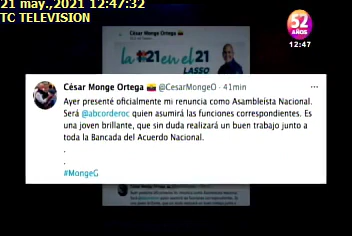 21 may.,2021 12:47:32
TC TELEVISION
52
AÑOS
12:47
César Monge Ortega
la #21 en el 21
LASSO
César Monge Ortega @CesarMongeO · 41min
Ayer presenté oficialmente mi renuncia como Asambleísta Nacional.
Será @abcorderoc quien asumirá las funciones correspondientes. Es
una joven brillante, que sin duda realizará un buen trabajo junto a
toda la Bancada del Acuerdo Nacional.
.
.
#MongeG